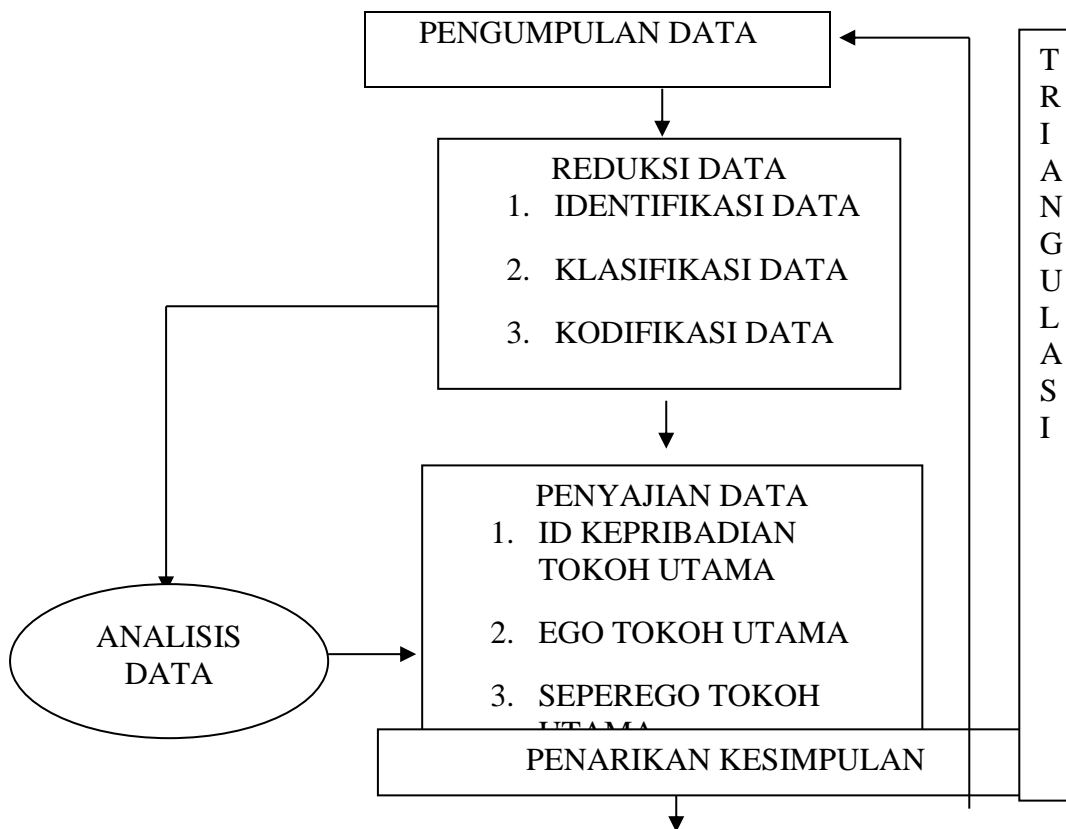 PENGUMPULAN DATA
REDUKSI DATA
1. IDENTIFIKASI DATA
2. KLASIFIKASI DATA
3. KODIFIKASI DATA
PENYAJIAN DATA
1. ID KEPRIBADIAN
TOKOH UTAMA
2. EGO TOKOH UTAMA
3. SEPEREGO TOKOH
UTAMA
ANALISIS
DATA
PENARIKAN KESIMPULAN
T
R
I
A
N
G
U
L
A
S
I